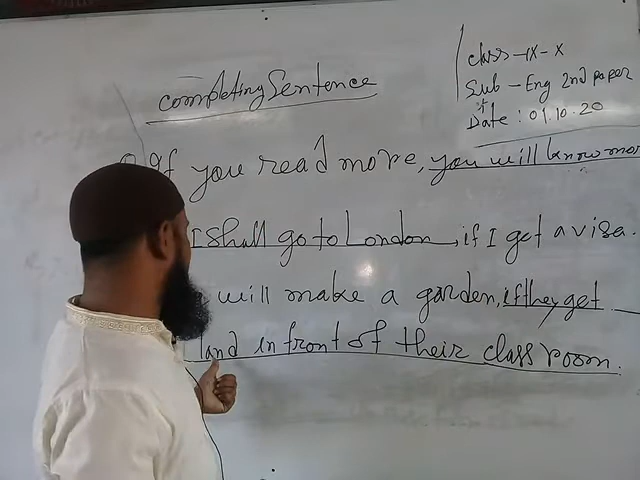 Completing Sentence
Class - IX - X
Sub - Eng 2nd paper
Date : 01.10.20
If you read more, you will know mor
I shall go to London, if I get a visa.
will make a garden, if they get
land in front of their class room.